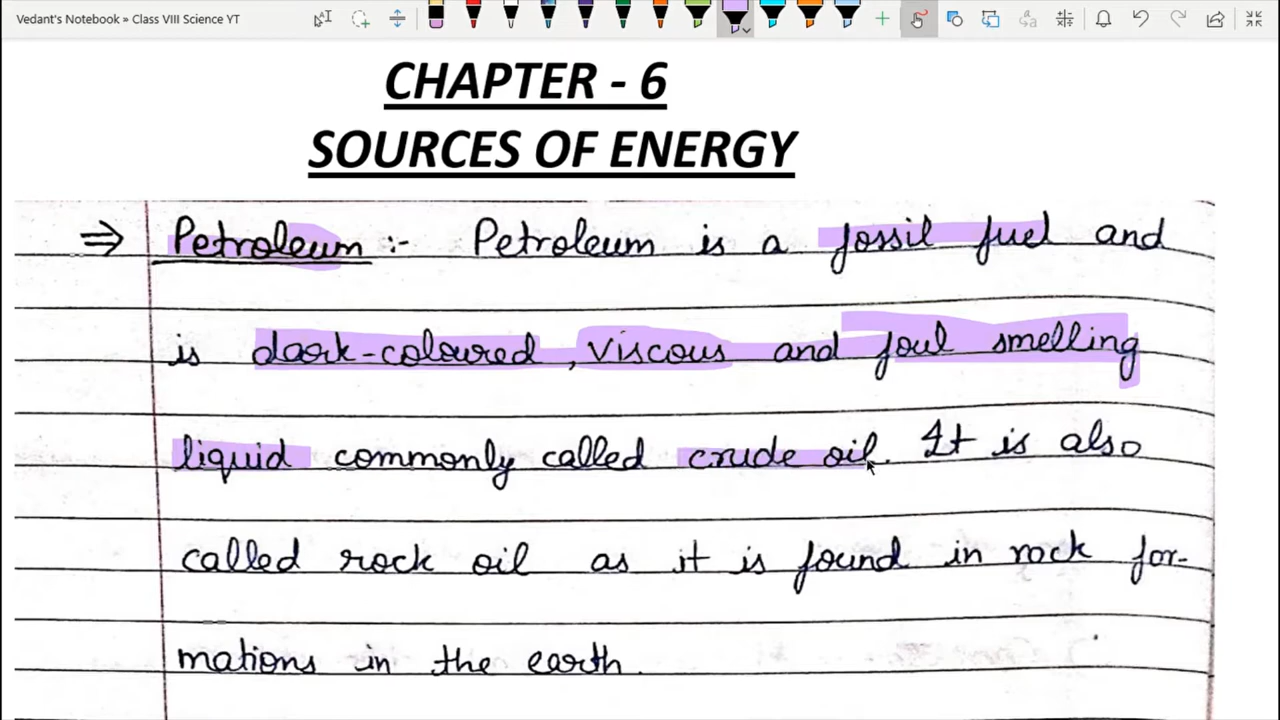 Vedant's Notebook » Class VIII Science YT
CHAPTER - 6
SOURCES OF ENERGY
⇒ Petroleum :- Petroleum is a fossil fuel and
is dark-coloured, viscous and foul smelling
liquid commonly called crude oil. It is also
called rock oil as it is found in rock for-
mations in the earth.